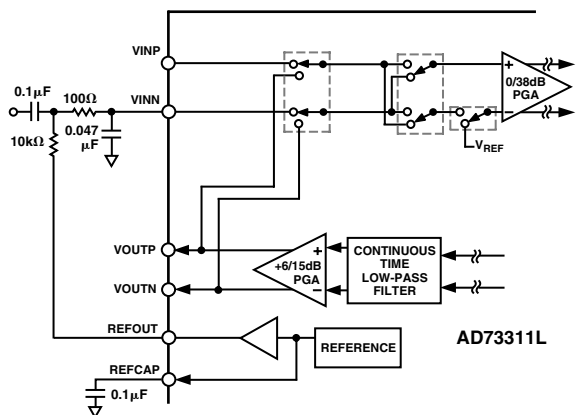 VINP
0.1μF
100Ω
VINN
10kΩ
0.047
μF
0/38dB
PGA
+
−
VREF
VOUTP
VOUTN
+
−
+6/15dB
PGA
CONTINUOUS
TIME
LOW-PASS
FILTER
REFOUT
REFERENCE
AD73311L
REFCAP
0.1μF